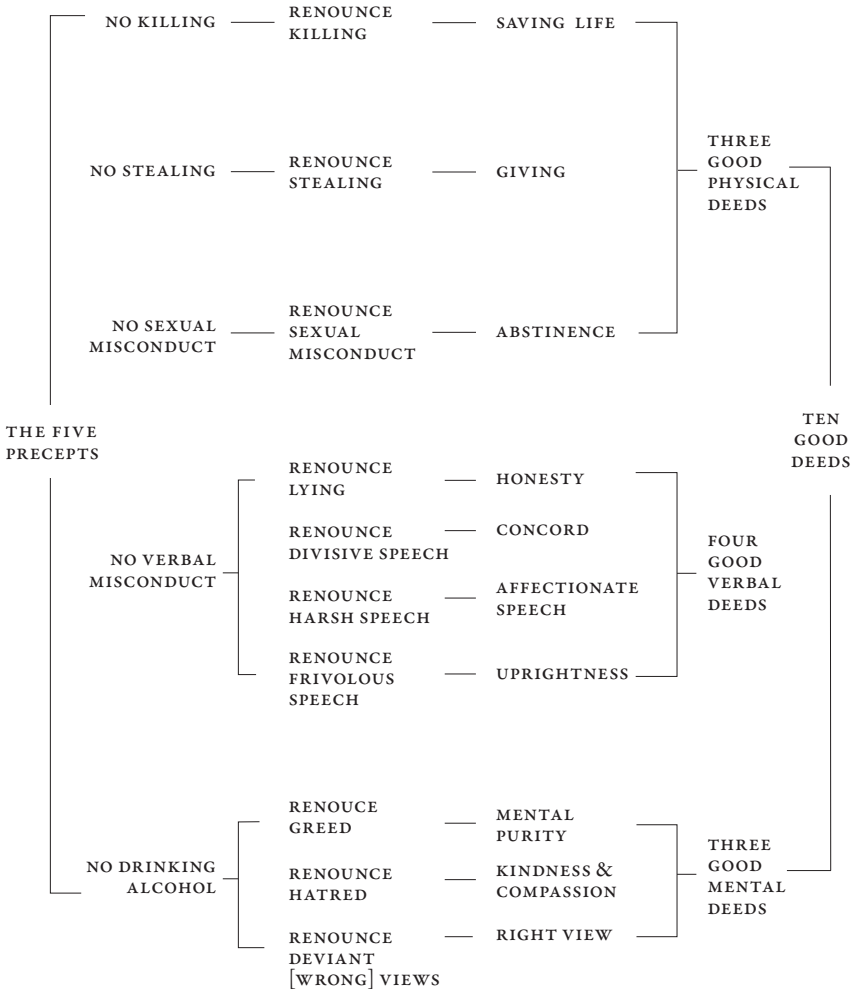 NO KILLING
RENOUNCE
KILLING
SAVING LIFE
NO STEALING
RENOUNCE
STEALING
GIVING
THREE
GOOD
PHYSICAL
DEEDS
NO SEXUAL
MISCONDUCT
RENOUNCE
SEXUAL
MISCONDUCT
ABSTINENCE
THE FIVE
PRECEPTS
TEN
GOOD
DEEDS
NO VERBAL
MISCONDUCT
RENOUNCE
LYING
HONESTY
RENOUNCE
DIVISIVE SPEECH
CONCORD
RENOUNCE
HARSH SPEECH
AFFECTIONATE
SPEECH
RENOUNCE
FRIVOLOUS
SPEECH
UPRIGHTNESS
FOUR
GOOD
VERBAL
DEEDS
NO DRINKING
ALCOHOL
RENOUCE
GREED
MENTAL
PURITY
RENOUNCE
HATRED
KINDNESS &
COMPASSION
RENOUNCE
DEVIANT
[WRONG] VIEWS
RIGHT VIEW
THREE
GOOD
MENTAL
DEEDS